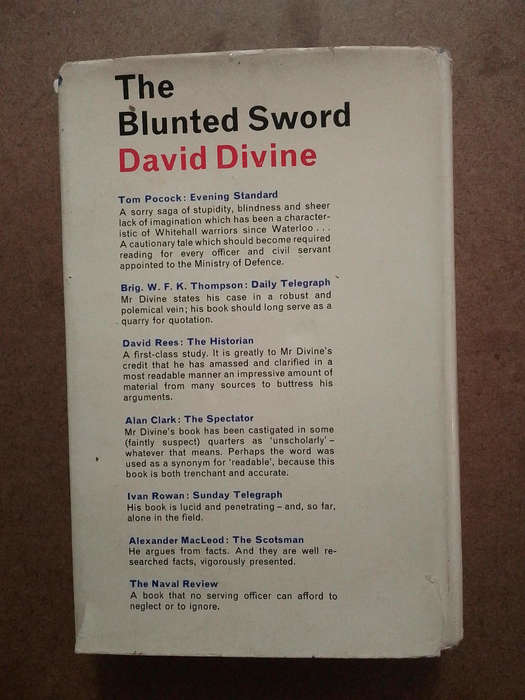 The
Blunted Sword
David Divine
Tom Pocock: Evening Standard
A sorry saga of stupidity, blindness and sheer
lack of imagination which has been a character-
istic of Whitehall warriors since Waterloo . . .
A cautionary tale which should become required
reading for every officer and civil servant
appointed to the Ministry of Defence.
Brig. W. F. K. Thompson: Daily Telegraph
Mr Divine states his case in a robust and
polemical vein; his book should long serve as a
quarry for quotation.
David Rees: The Historian
A first-class study. It is greatly to Mr Divine's
credit that he has amassed and clarified in a
most readable manner an impressive amount of
material from many sources to buttress his
arguments.
Alan Clark: The Spectator
Mr Divine's book has been castigated in some
(faintly suspect) quarters as 'unscholarly' –
whatever that means. Perhaps the word was
used as a synonym for 'readable', because this
book is both trenchant and accurate.
Ivan Rowan: Sunday Telegraph
His book is lucid and penetrating – and, so far,
alone in the field.
Alexander MacLeod: The Scotsman
He argues from facts. And they are well re-
searched facts, vigorously presented.
The Naval Review
A book that no serving officer can afford to
neglect or to ignore.